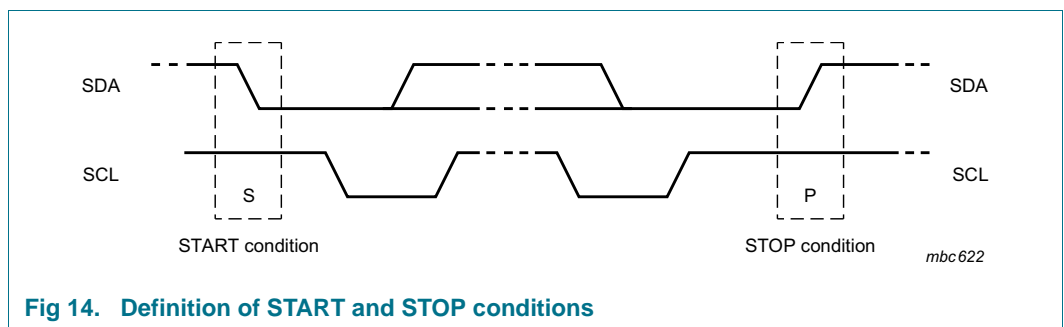 SDA
SDA
SCL
SCL
S
P
START condition
STOP condition
mbc622
Fig 14. Definition of START and STOP conditions